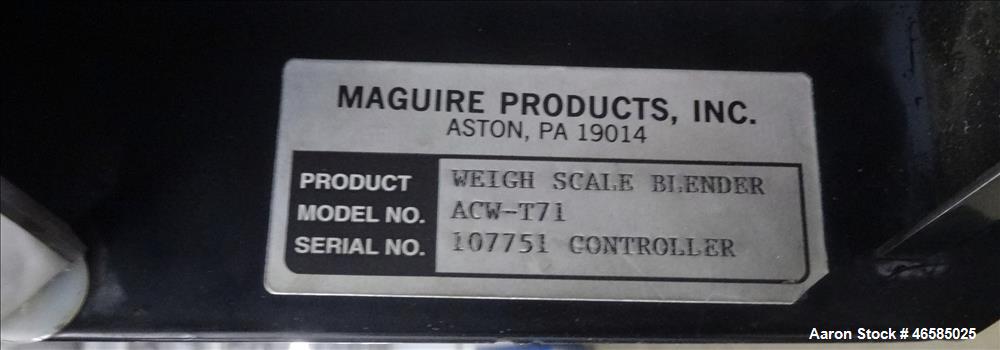 MAGUIRE PRODUCTS, INC.
ASTON, PA 19014
PRODUCT WEIGH SCALE BLENDER
MODEL NO. ACW-T71
SERIAL NO. 107751 CONTROLLER
Aaron Stock # 46585025